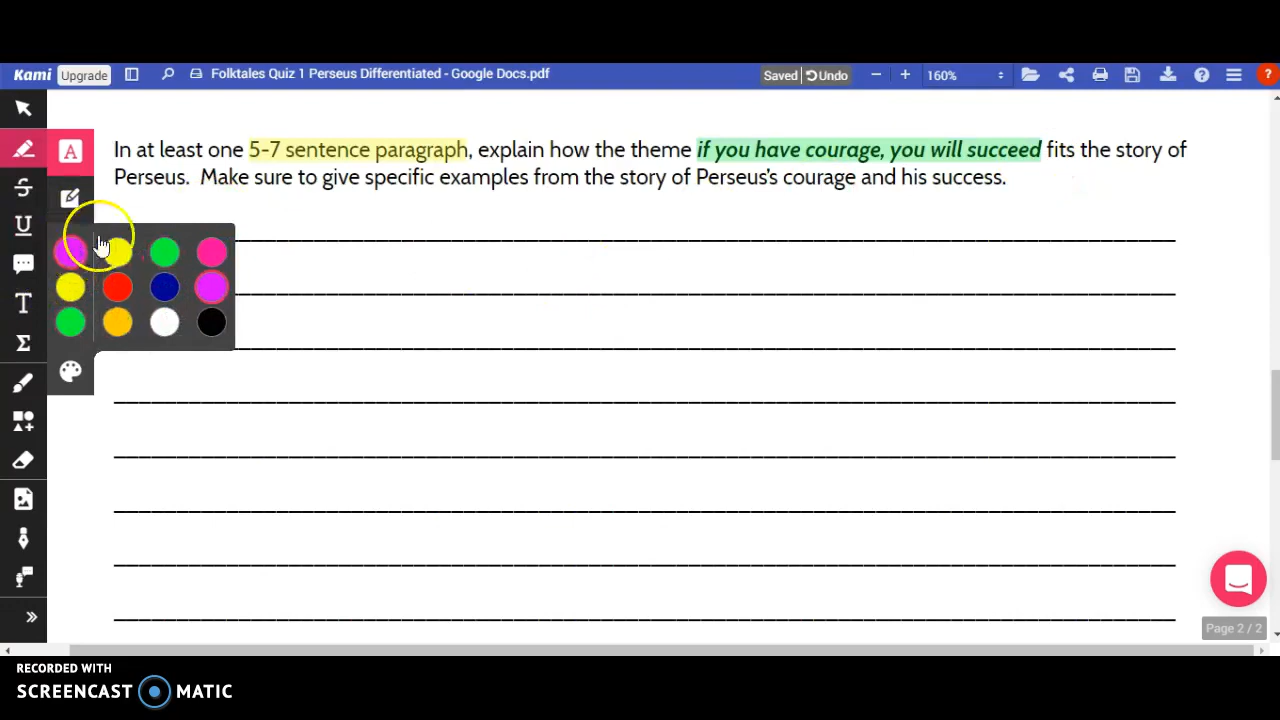 Kami Upgrade Folktales Quiz 1 Perseus Differentiated - Google Docs.pdf Saved Undo 160% ?
A
In at least one 5-7 sentence paragraph, explain how the theme if you have courage, you will succeed fits the story of
Perseus. Make sure to give specific examples from the story of Perseus's courage and his success.
Page 2 / 2
RECORDED WITH
SCREENCAST MATIC